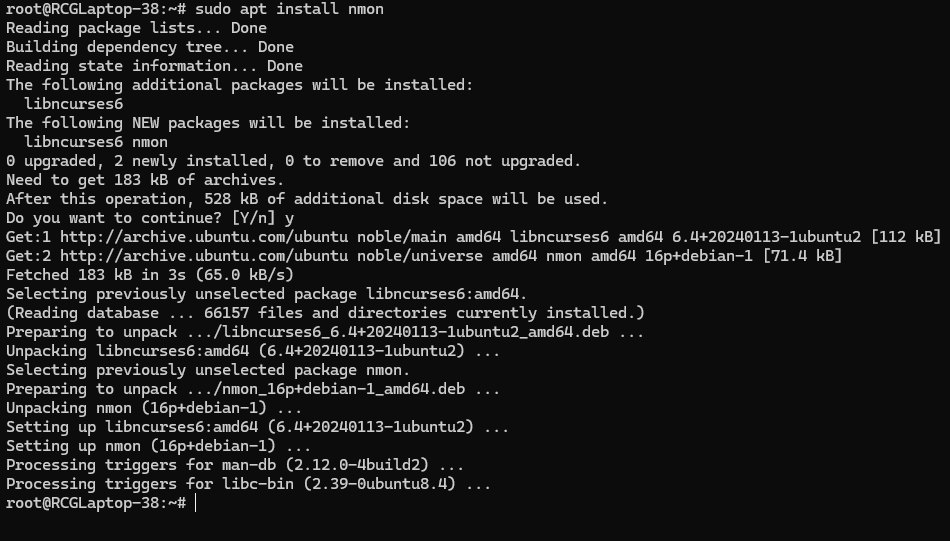 root@RCGLaptop-38:~# sudo apt install nmon
Reading package lists... Done
Building dependency tree... Done
Reading state information... Done
The following additional packages will be installed:
  libncurses6
The following NEW packages will be installed:
  libncurses6 nmon
0 upgraded, 2 newly installed, 0 to remove and 106 not upgraded.
Need to get 183 kB of archives.
After this operation, 528 kB of additional disk space will be used.
Do you want to continue? [Y/n] y
Get:1 http://archive.ubuntu.com/ubuntu noble/main amd64 libncurses6 amd64 6.4+20240113-1ubuntu2 [112 kB]
Get:2 http://archive.ubuntu.com/ubuntu noble/universe amd64 nmon amd64 16p+debian-1 [71.4 kB]
Fetched 183 kB in 3s (65.0 kB/s)
Selecting previously unselected package libncurses6:amd64.
(Reading database ... 66157 files and directories currently installed.)
Preparing to unpack .../libncurses6_6.4+20240113-1ubuntu2_amd64.deb ...
Unpacking libncurses6:amd64 (6.4+20240113-1ubuntu2) ...
Selecting previously unselected package nmon.
Preparing to unpack .../nmon_16p+debian-1_amd64.deb ...
Unpacking nmon (16p+debian-1) ...
Setting up libncurses6:amd64 (6.4+20240113-1ubuntu2) ...
Setting up nmon (16p+debian-1) ...
Processing triggers for man-db (2.12.0-4build2) ...
Processing triggers for libc-bin (2.39-0ubuntu8.4) ...
root@RCGLaptop-38:~#